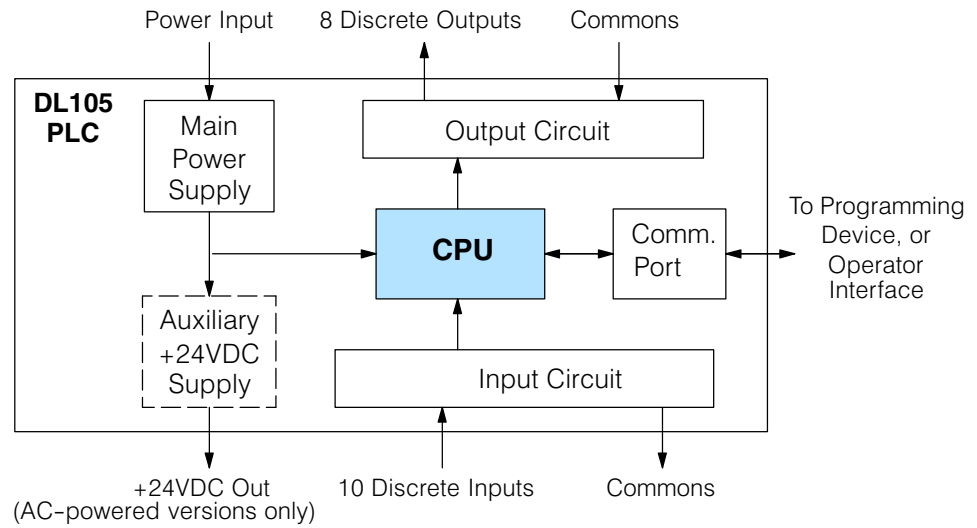 Power Input
8 Discrete Outputs
Commons
DL105
PLC
Main
Power
Supply
Output Circuit
CPU
Comm.
Port
To Programming
Device, or
Operator
Interface
Auxiliary
+24VDC
Supply
Input Circuit
+24VDC Out
(AC-powered versions only)
10 Discrete Inputs
Commons